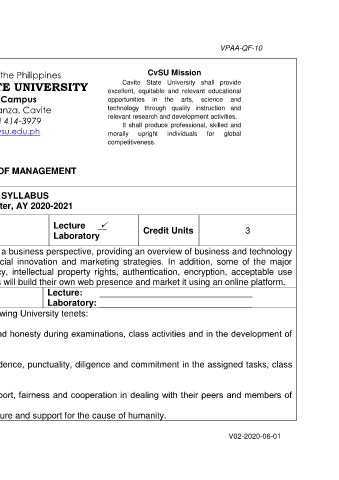 VPAA-QF-10
the Philippines
TE UNIVERSITY
Campus
anza, Cavite
414-3979
su.edu.ph
CvSU Mission
Cavite State University shall provide
excellent, equitable and relevant educational
opportunities in the arts, science and
technology through quality instruction and
relevant research and development activities.
It shall produce professional, skilled and
morally upright individuals for global
competitiveness.
OF MANAGEMENT
SYLLABUS
ter, AY 2020-2021
Lecture ✓
Laboratory
Credit Units
3
a business perspective, providing an overview of business and technology
cial innovation and marketing strategies. In addition, some of the major
cy, intellectual property rights, authentication, encryption, acceptable use
s will build their own web presence and market it using an online platform.
Lecture:
Laboratory:
wing University tenets:
nd honesty during examinations, class activities and in the development of
dence, punctuality, diligence and commitment in the assigned tasks, class
port, fairness and cooperation in dealing with their peers and members of
ure and support for the cause of humanity.
V02-2020-06-01